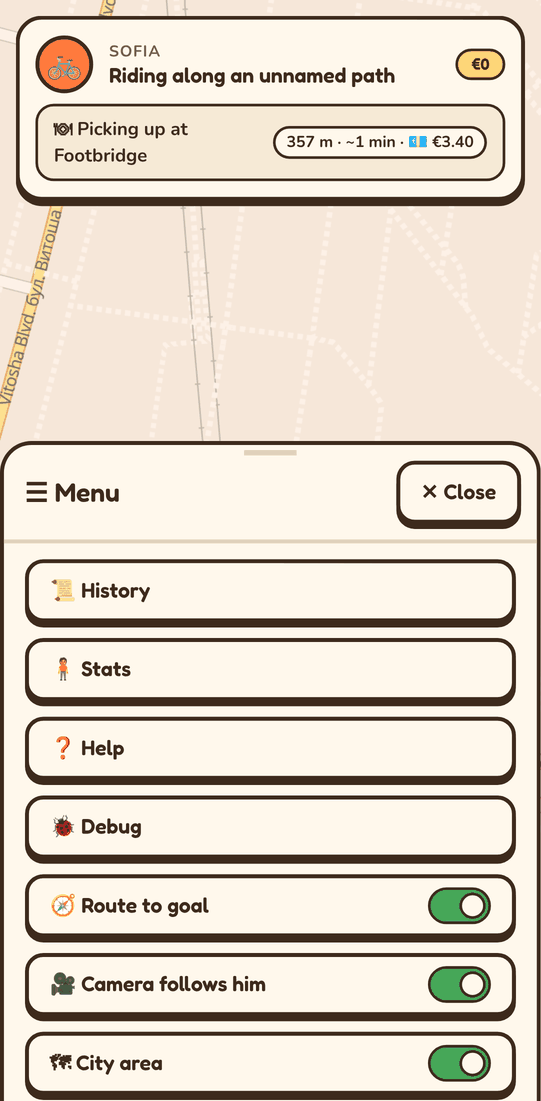 SOFIA
Riding along an unnamed path
€0
🍽 Picking up at
Footbridge
357 m · ~1 min · 💶 €3.40
Vitosha Blvd. бул. Витоша
☰ Menu
✕ Close
📜 History
🧍 Stats
❓ Help
🐞 Debug
🧭 Route to goal
🎥 Camera follows him
🗺 City area